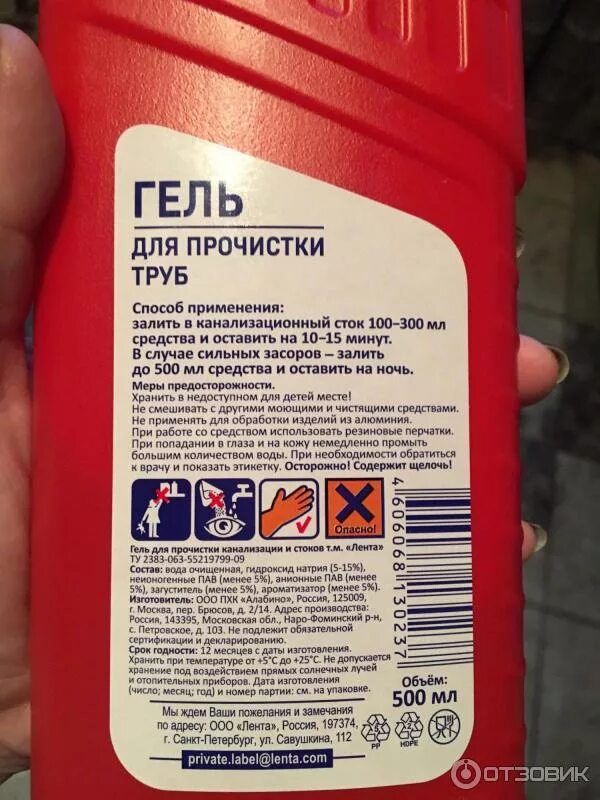 ГЕЛЬ
ДЛЯ ПРОЧИСТКИ
ТРУБ
Способ применения:
залить в канализационный сток 100–300 мл
средства и оставить на 10–15 минут.
В случае сильных засоров – залить
до 500 мл средства и оставить на ночь.
Меры предосторожности.
Хранить в недоступном для детей месте!
Не смешивать с другими моющими и чистящими средствами.
Не применять для обработки изделий из алюминия.
При работе со средством использовать резиновые перчатки.
При попадании в глаза и на кожу немедленно промыть
большим количеством воды. При необходимости обратиться
к врачу и показать этикетку. Осторожно! Содержит щелочь!
Опасно!
Гель для прочистки канализации и стоков т.м. «Лента»
ТУ 2383-063-55219799-09
Состав: вода очищенная, гидроксид натрия (5-15%),
неионогенные ПАВ (менее 5%), анионные ПАВ (менее
5%), загуститель (менее 5%), ароматизатор (менее 5%).
Изготовитель: ООО ПХК «Алабино», Россия, 125009,
г. Москва, пер. Брюсов, д. 2/14. Адрес производства:
Россия, 143395, Московская обл., Наро-Фоминский р-н,
с. Петровское, д. 103. Не подлежит обязательной
сертификации и декларированию.
Срок годности: 12 месяцев с даты изготовления.
Хранить при температуре от +5°С до +25°С. Не допускается
хранение под воздействием прямых солнечных лучей
и отопительных приборов. Дата изготовления
(число; месяц; год) и номер партии: см. на упаковке.
4 606068 130237
Объём:
500 мл
Мы ждем Ваши пожелания и замечания
по адресу: ООО «Лента», Россия, 197374,
г. Санкт-Петербург, ул. Савушкина, 112
private.label@lenta.com
5
PP
2
HDPE
ОТЗОВИК